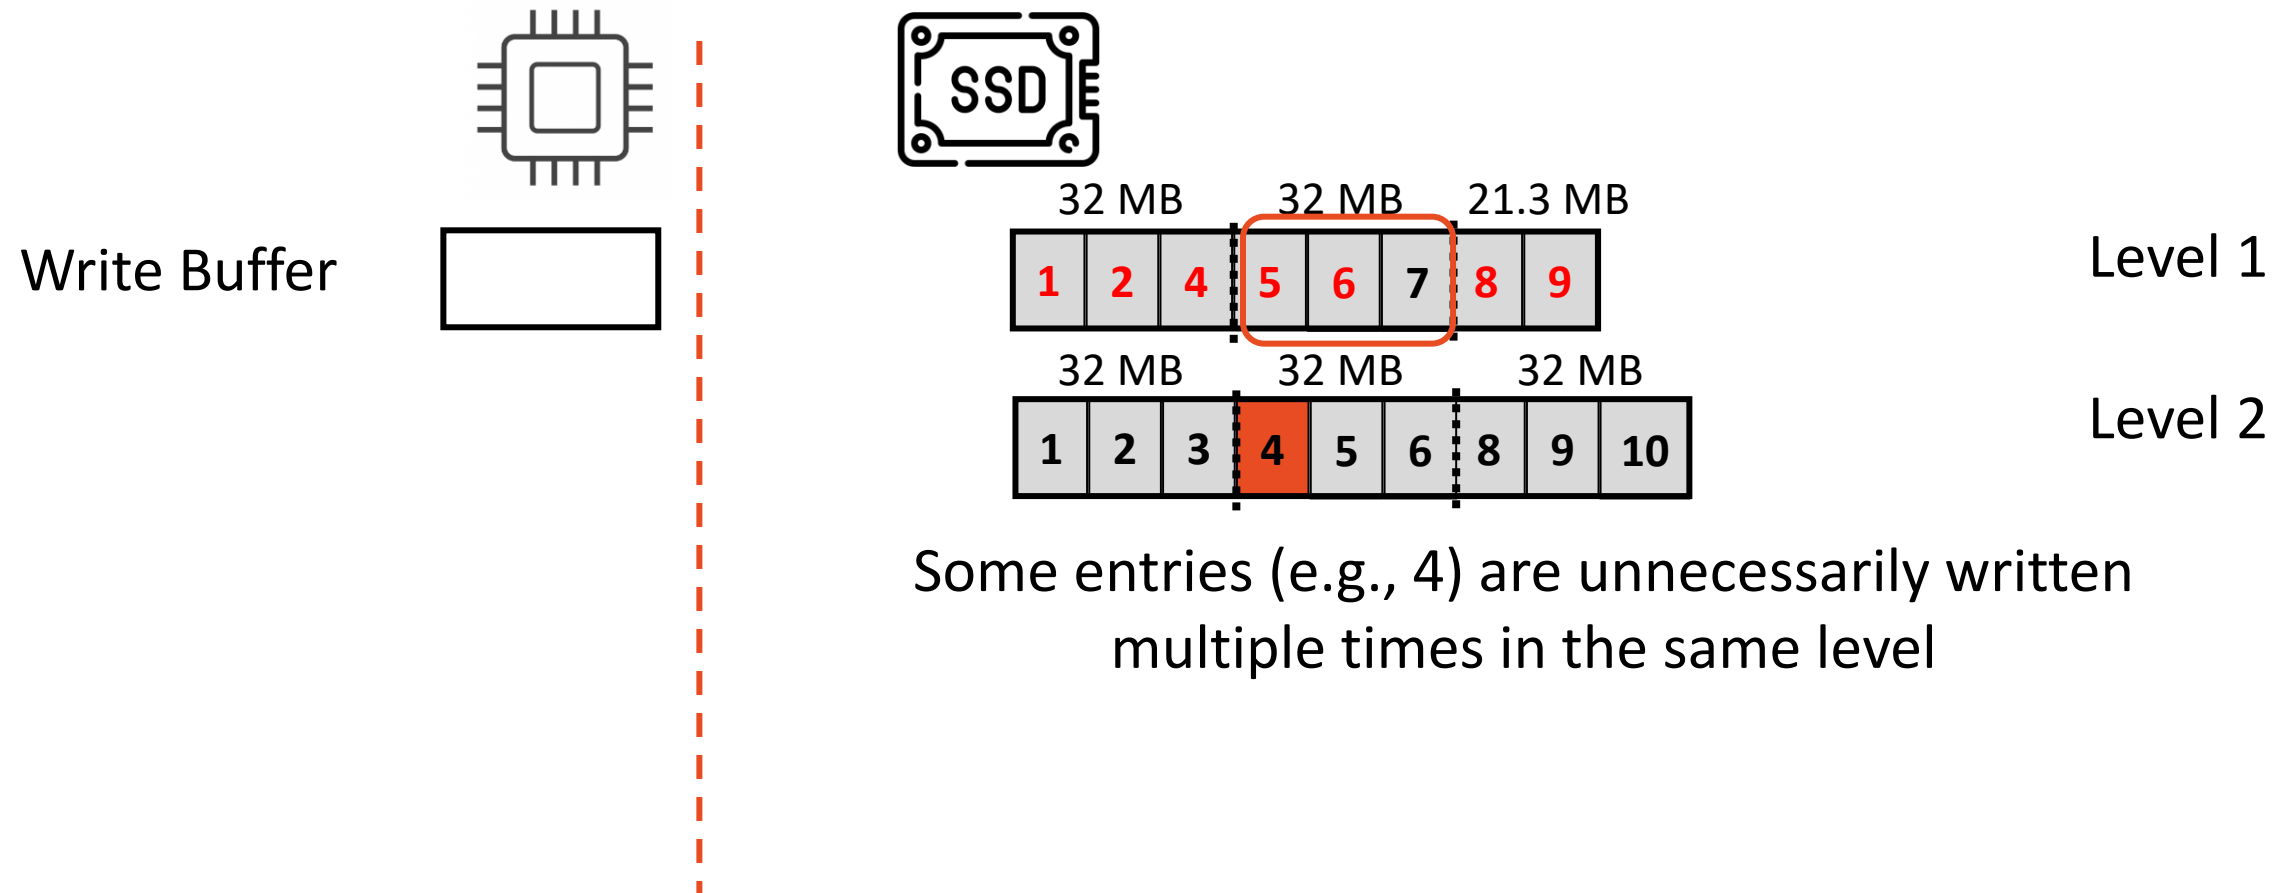 SSD
32 MB 32 MB 21.3 MB
Write Buffer
1 2 4 5 6 7 8 9
Level 1
32 MB 32 MB 32 MB
1 2 3 4 5 6 8 9 10
Level 2
Some entries (e.g., 4) are unnecessarily written
multiple times in the same level